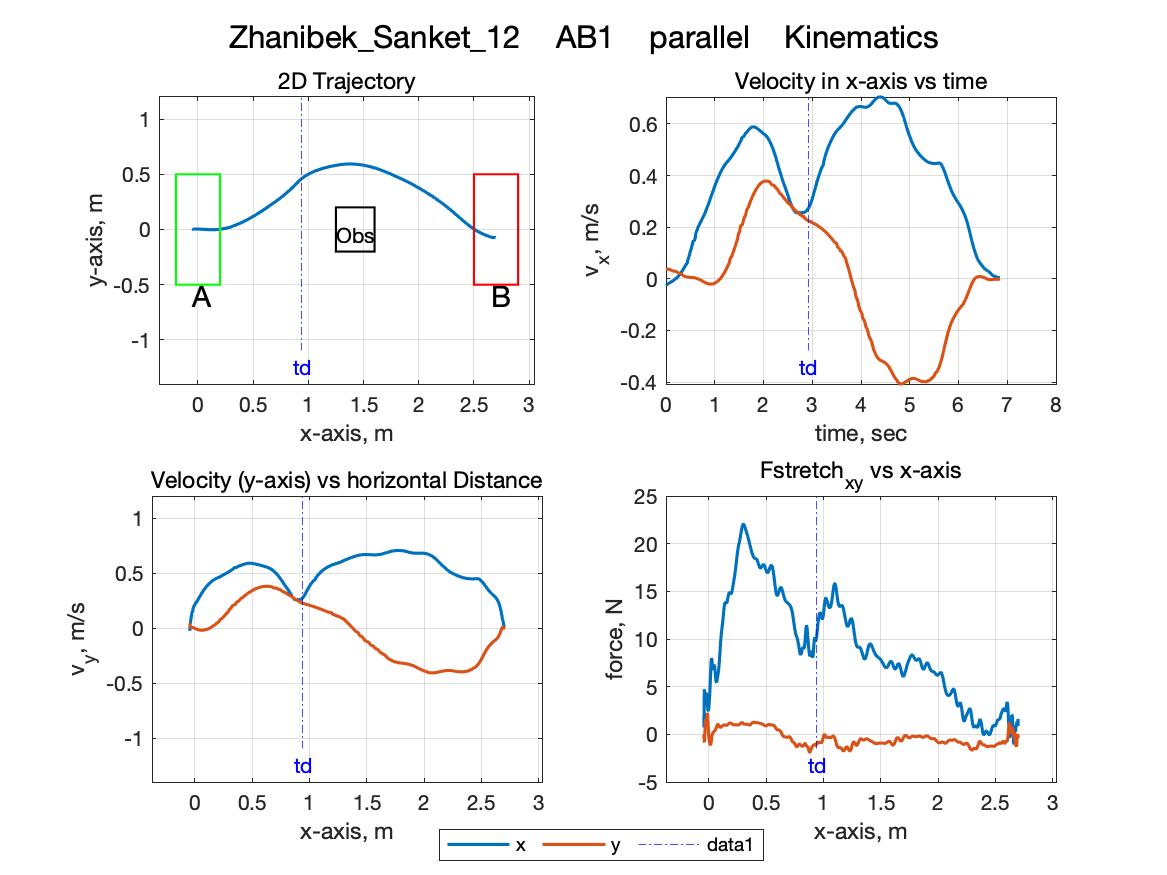 Zhanibek_Sanket_12 AB1 parallel Kinematics
2D Trajectory
1
0.5
0
-0.5
-1
y-axis, m
A
Obs
B
td
0 0.5 1 1.5 2 2.5 3
x-axis, m
Velocity in x-axis vs time
0.6
0.4
0.2
0
-0.2
-0.4
v_x, m/s
td
0 1 2 3 4 5 6 7 8
time, sec
Velocity (y-axis) vs horizontal Distance
1
0.5
0
-0.5
-1
v_y, m/s
td
0 0.5 1 1.5 2 2.5 3
x-axis, m
Fstretch_xy vs x-axis
25
20
15
10
5
0
-5
force, N
td
0 0.5 1 1.5 2 2.5 3
x-axis, m
x y data1